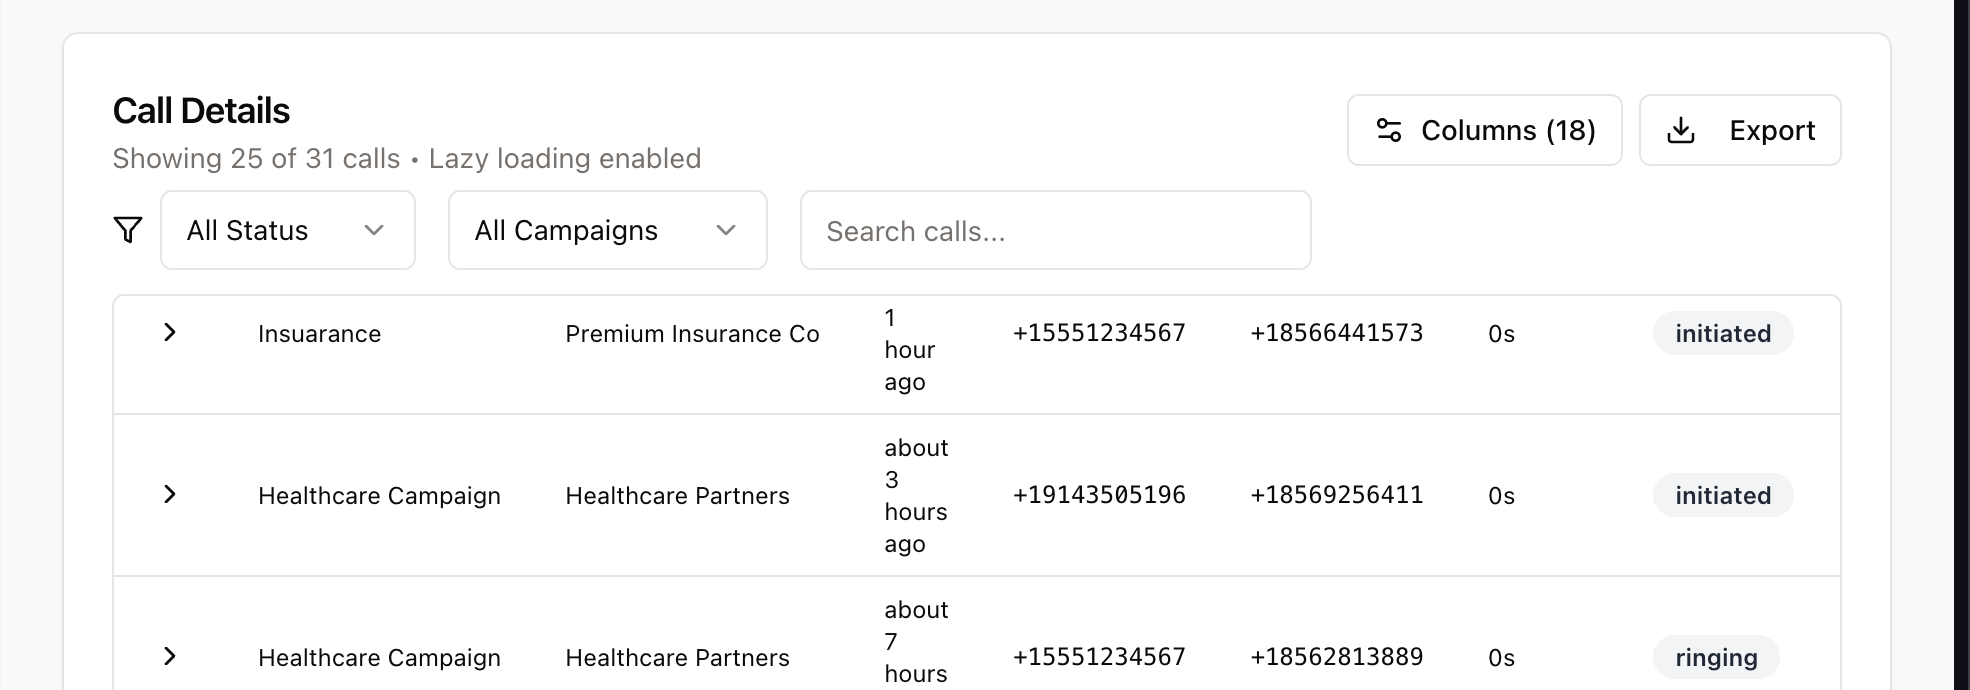 Call Details
Showing 25 of 31 calls • Lazy loading enabled
Columns (18)
Export
All Status
All Campaigns
Search calls...
Insuarance
Premium Insurance Co
1
hour
ago
+15551234567
+18566441573
0s
initiated
Healthcare Campaign
Healthcare Partners
about
3
hours
ago
+19143505196
+18569256411
0s
initiated
Healthcare Campaign
Healthcare Partners
about
7
hours
+15551234567
+18562813889
0s
ringing